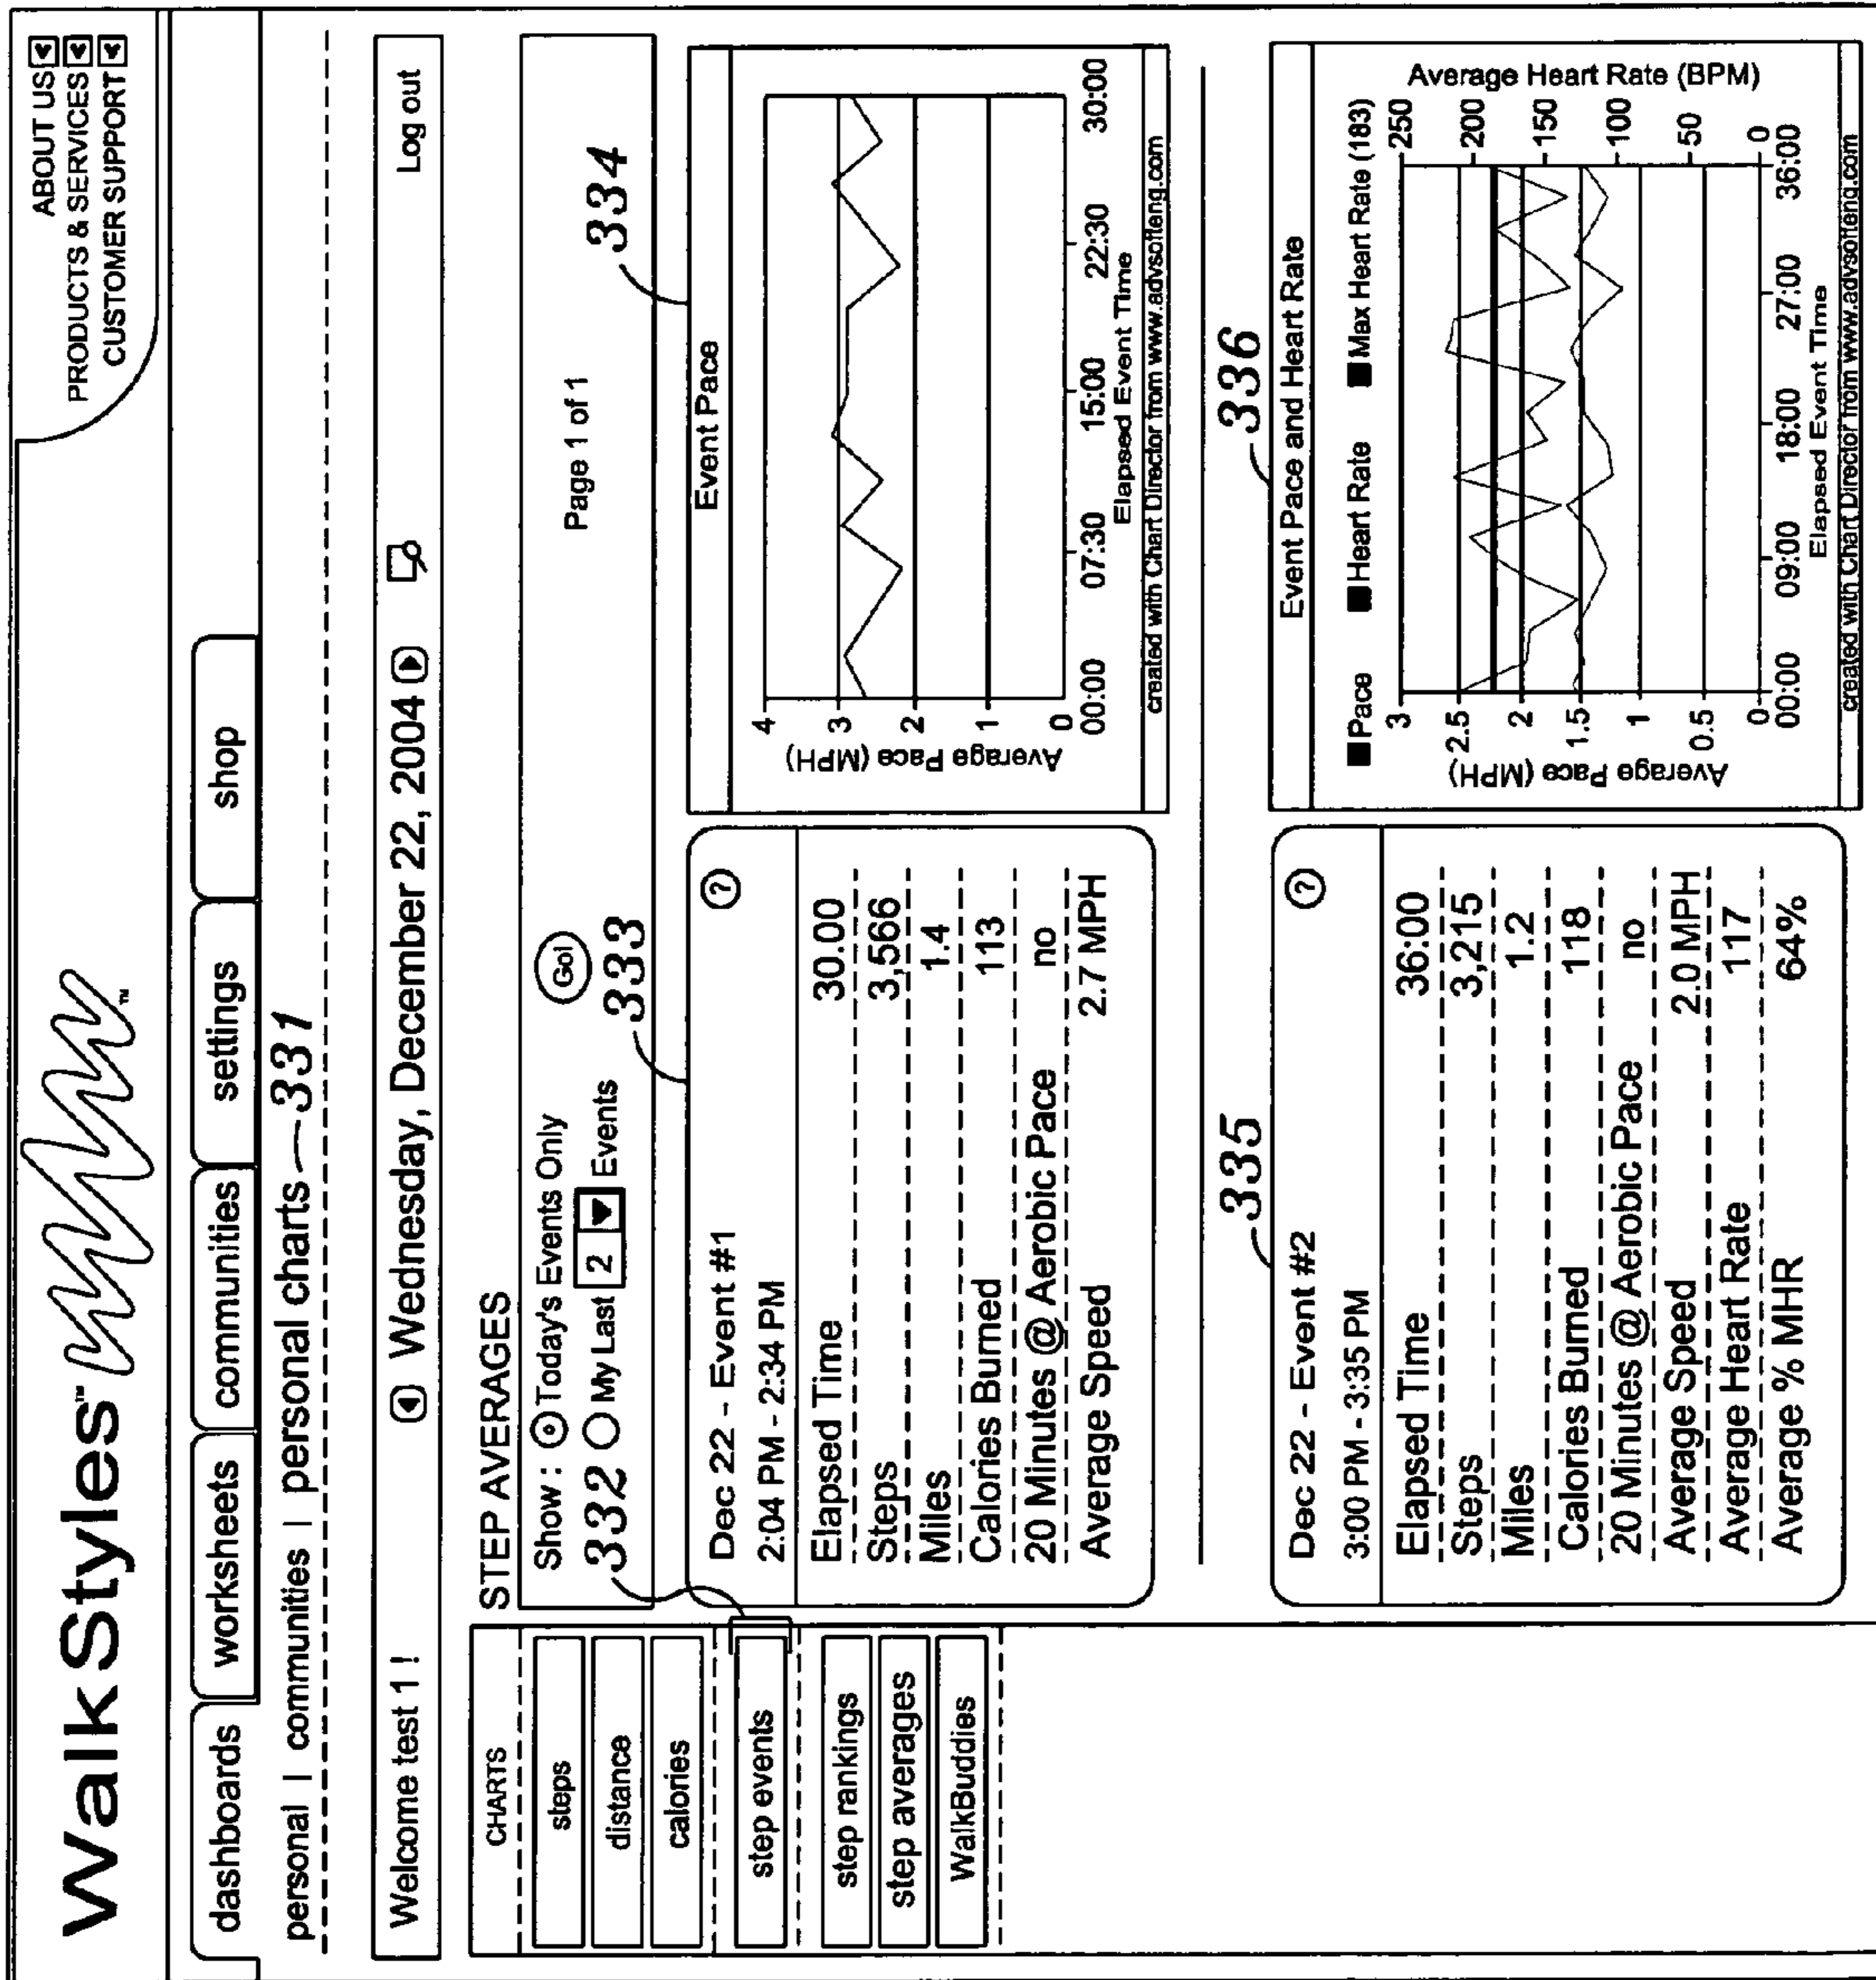 WalkStyles™
™
ABOUT US
PRODUCTS & SERVICES
CUSTOMER SUPPORT
dashboards worksheets communities settings shop
personal | communities | personal charts 331
Welcome test 1 ! Wednesday, December 22, 2004 Log out
CHARTS
steps
distance
calories
step events
step rankings
step averages
WalkBuddies
STEP AVERAGES
Show : Today's Events Only Go!
332 My Last 2 Events
Page 1 of 1
333
Dec 22 - Event #1 ?
2:04 PM - 2:34 PM
Elapsed Time 30.00
Steps 3,566
Miles 1.4
Calories Burned 113
20 Minutes @ Aerobic Pace no
Average Speed 2.7 MPH
334
Event Pace
Average Pace (MPH)
4
3
2
1
0
00:00 07:30 15:00 22:30 30:00
Elapsed Event Time
created with Chart Director from www.advsofteng.com
335
Dec 22 - Event #2 ?
3:00 PM - 3:35 PM
Elapsed Time 36:00
Steps 3,215
Miles 1.2
Calories Burned 118
20 Minutes @ Aerobic Pace no
Average Speed 2.0 MPH
Average Heart Rate 117
Average % MHR 64%
336
Event Pace and Heart Rate
Pace Heart Rate Max Heart Rate (183)
Average Pace (MPH)
3
2.5
2
1.5
1
0.5
0
250
200
150
100
50
0
Average Heart Rate (BPM)
00:00 09:00 18:00 27:00 36:00
Elapsed Event Time
created with Chart Director from www.advsofteng.com